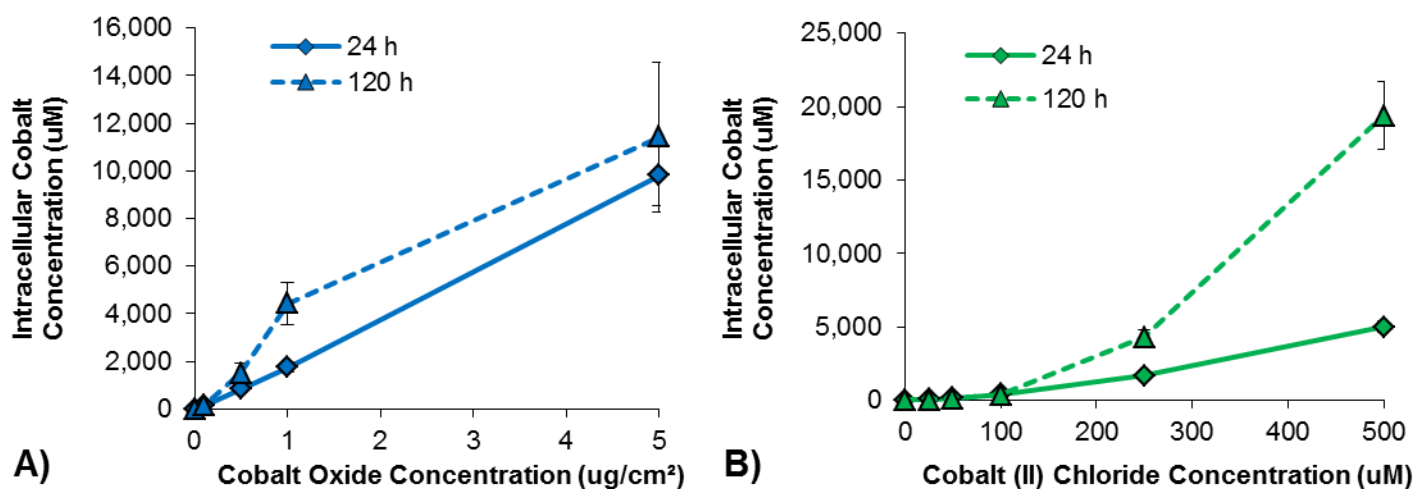 16,000
14,000
12,000
10,000
8,000
6,000
4,000
2,000
0
Intracellular Cobalt
Concentration (uM)
24 h
120 h
0
1
2
3
4
5
Cobalt Oxide Concentration (ug/cm²)
A)
25,000
20,000
15,000
10,000
5,000
0
Intracellular Cobalt
Concentration (uM)
24 h
120 h
0
100
200
300
400
500
Cobalt (II) Chloride Concentration (uM)
B)